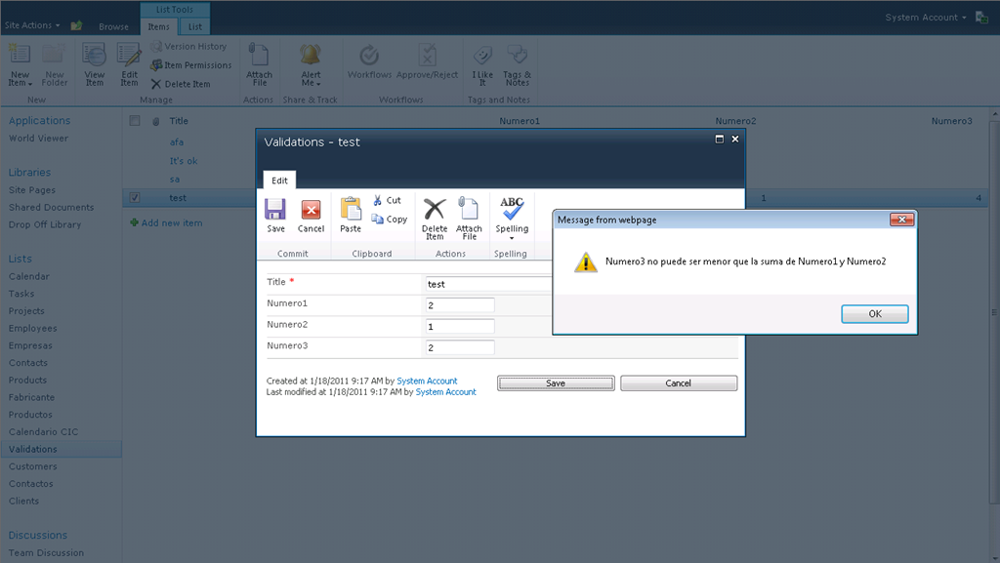 List Tools
Site Actions Browse Items List System Account
New Item New Folder View Item Edit Item Version History Item Permissions Delete Item Attach File Alert Me Workflows Approve/Reject I Like It Tags & Notes
New Manage Actions Share & Track Workflows Tags and Notes
Applications
World Viewer
Libraries
Site Pages
Shared Documents
Drop Off Library
Lists
Calendar
Tasks
Projects
Employees
Empresas
Contacts
Products
Fabricante
Productos
Calendario CIC
Validations
Customers
Contactos
Clients
Discussions
Team Discussion
Title Numero1 Numero2 Numero3
afa
It's ok
sa
test 1 4
Add new item
Validations - test
Edit
Save Cancel Paste Cut Copy Delete Item Attach File ABC Spelling
Commit Clipboard Actions Spelling
Title * test
Numero1 2
Numero2 1
Numero3 2
Created at 1/18/2011 9:17 AM by System Account
Last modified at 1/18/2011 9:17 AM by System Account
Save Cancel
Message from webpage
Numero3 no puede ser menor que la suma de Numero1 y Numero2
OK